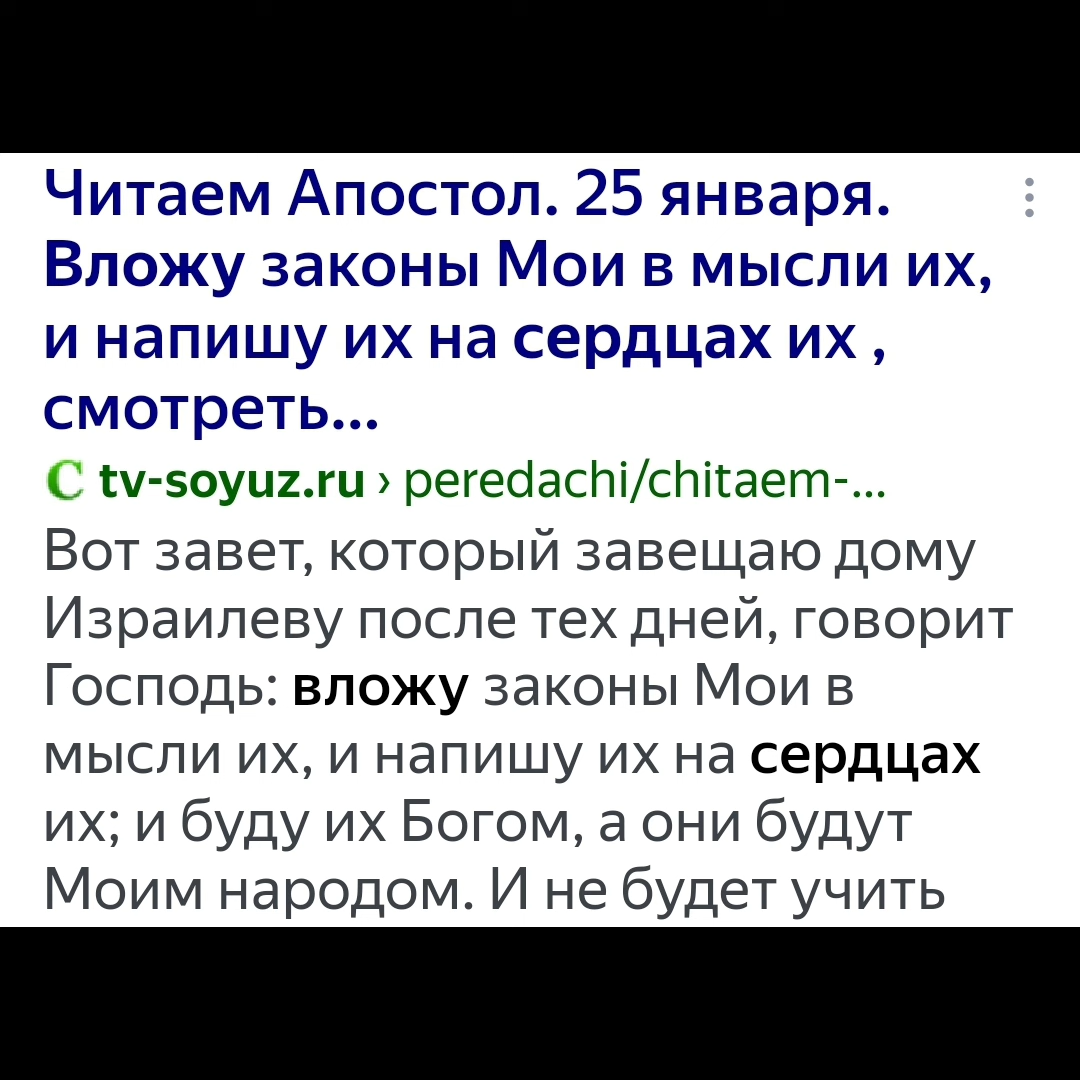 Читаем Апостол. 25 января.
Вложу законы Мои в мысли их,
и напишу их на сердцах их ,
смотреть...
C tv-soyuz.ru › peredachi/chitaem-...
Вот завет, который завещаю дому
Израилеву после тех дней, говорит
Господь: вложу законы Мои в
мысли их, и напишу их на сердцах
их; и буду их Богом, а они будут
Моим народом. И не будет учить